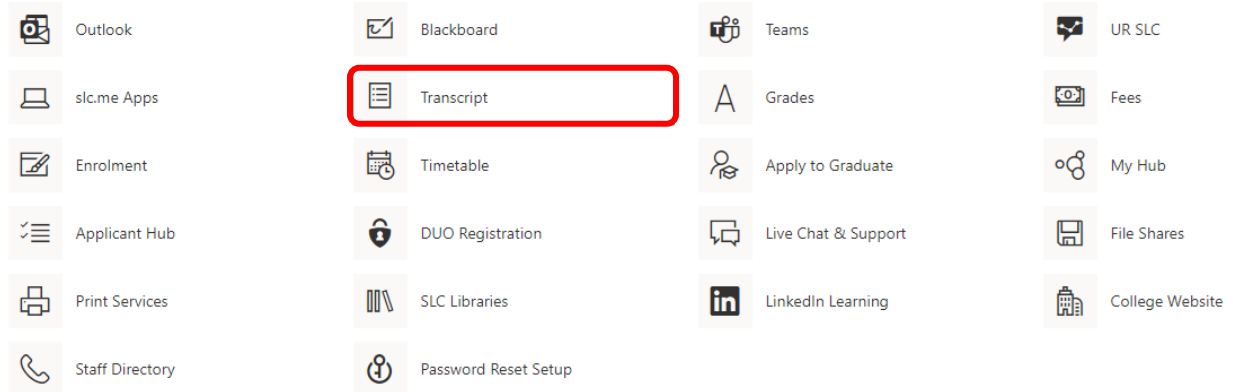 Outlook
Blackboard
Teams
UR SLC
slc.me Apps
Transcript
Grades
Fees
Enrolment
Timetable
Apply to Graduate
My Hub
Applicant Hub
DUO Registration
Live Chat & Support
File Shares
Print Services
SLC Libraries
LinkedIn Learning
College Website
Staff Directory
Password Reset Setup